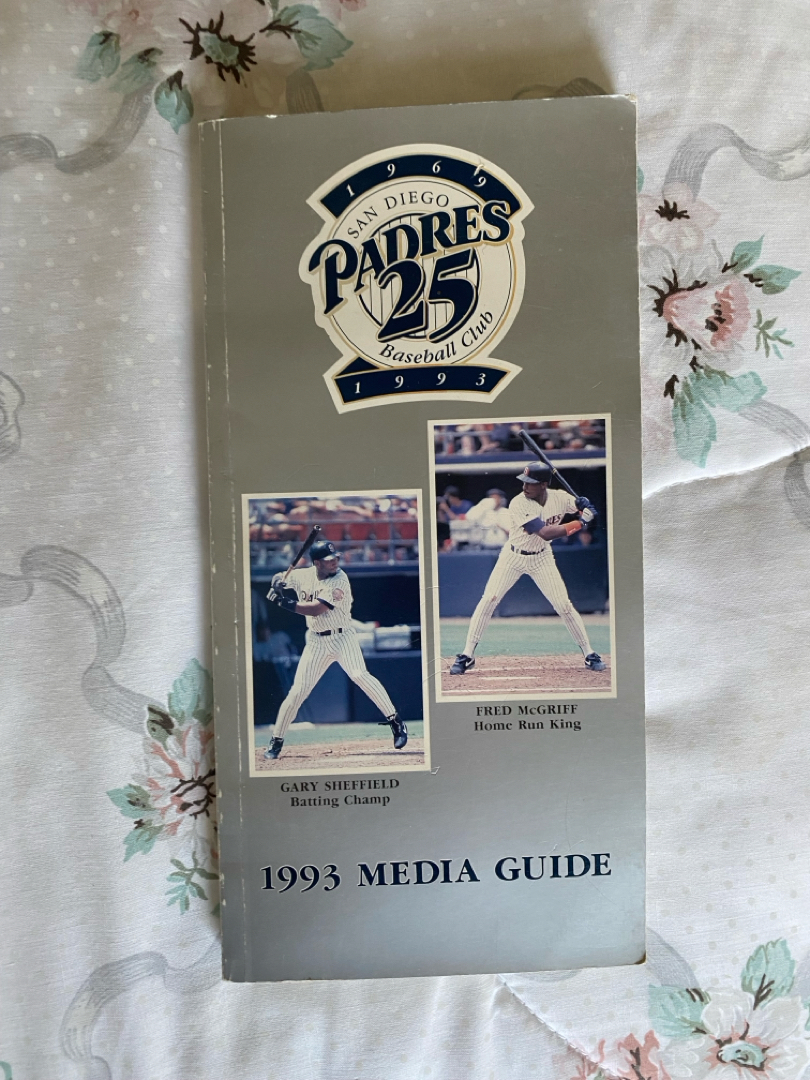 1969
SAN DIEGO
PADRES
25
Baseball Club
1993
PADRES
FRED McGRIFF
Home Run King
GARY SHEFFIELD
Batting Champ
1993 MEDIA GUIDE